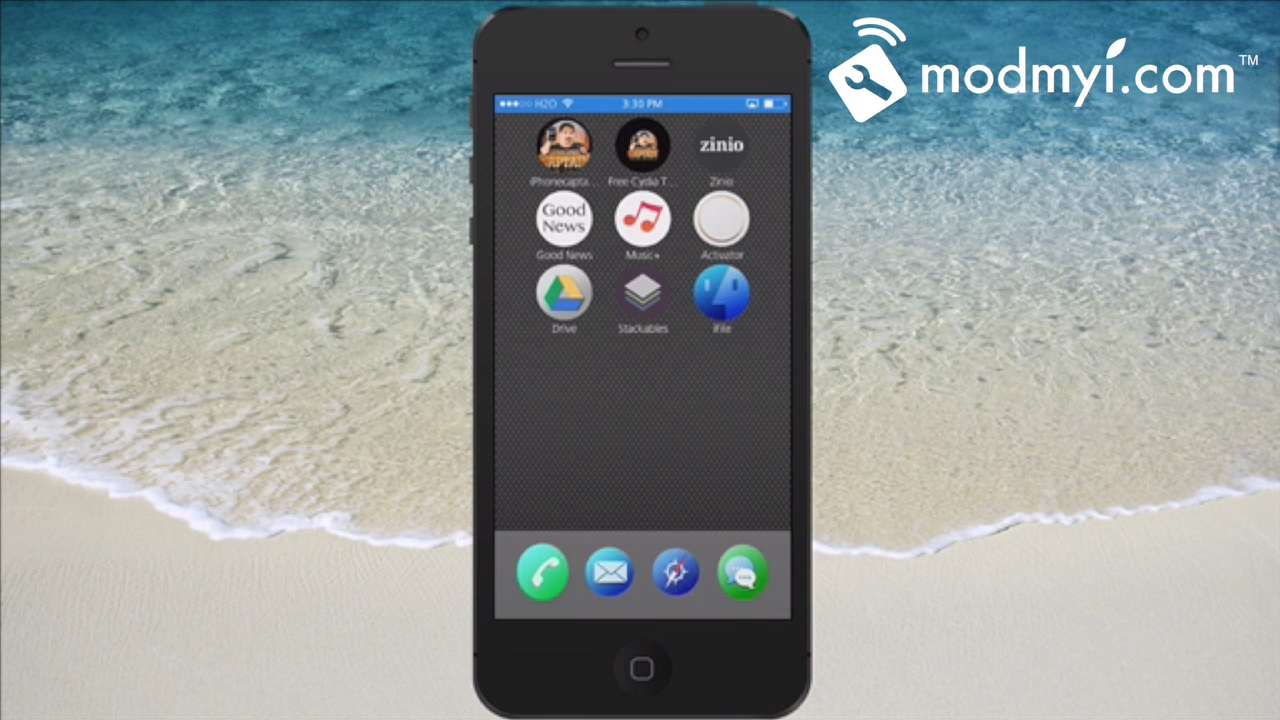 modmyi.com™
H2O 3:30 PM
zinio
iPhonecapta... Free Cydia T... Zinio
Good
News
Good News Music+ Activator
Drive Stackables iFile